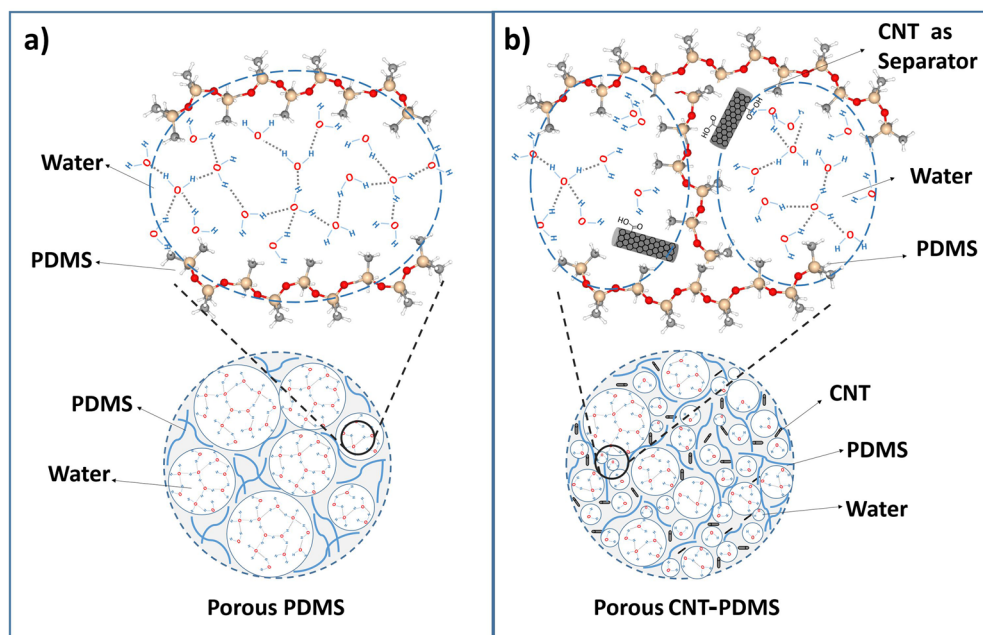 a)
Water
PDMS
PDMS
Water
Porous PDMS
b)
CNT as
Separator
Water
PDMS
CNT
PDMS
Water
Porous CNT-PDMS